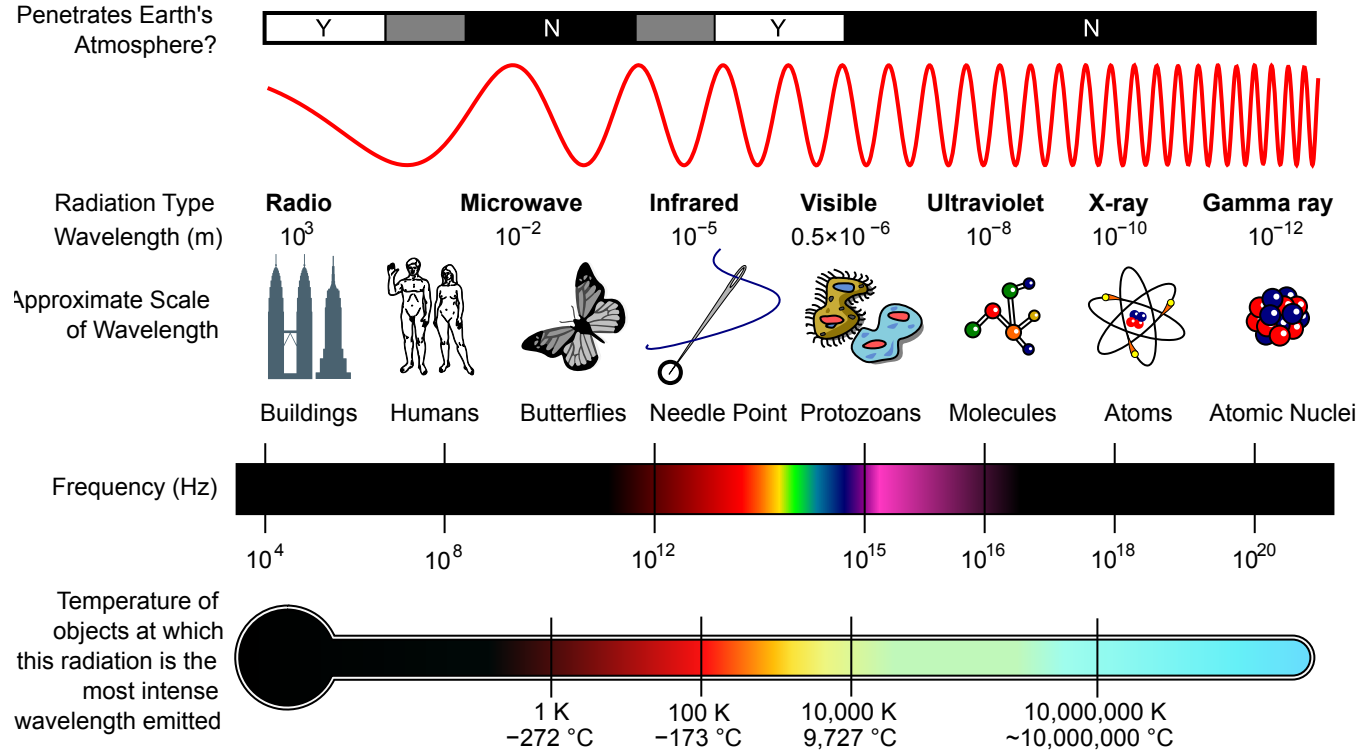 Penetrates Earth's
Atmosphere?
Y N Y N
Radiation Type Radio Microwave Infrared Visible Ultraviolet X-ray Gamma ray
Wavelength (m) 10³ 10⁻² 10⁻⁵ 0.5×10⁻⁶ 10⁻⁸ 10⁻¹⁰ 10⁻¹²
Approximate Scale
of Wavelength
Buildings Humans Butterflies Needle Point Protozoans Molecules Atoms Atomic Nuclei
Frequency (Hz)
10⁴ 10⁸ 10¹² 10¹⁵ 10¹⁶ 10¹⁸ 10²⁰
Temperature of
objects at which
this radiation is the
most intense
wavelength emitted
1 K 100 K 10,000 K 10,000,000 K
−272 °C −173 °C 9,727 °C ~10,000,000 °C